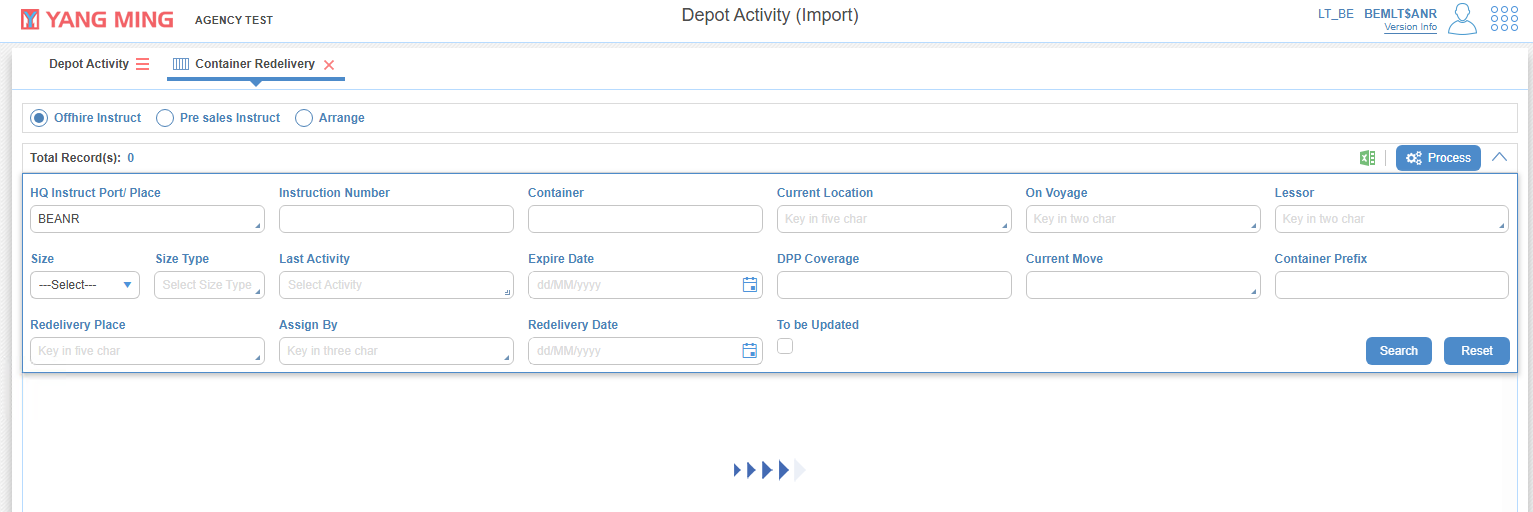 YANG MING AGENCY TEST Depot Activity (Import) LT_BE BEMLT$ANR
Version Info
Depot Activity Container Redelivery
Offhire Instruct Pre sales Instruct Arrange
Total Record(s): 0 Process
HQ Instruct Port/ Place Instruction Number Container Current Location On Voyage Lessor
BEANR Key in five char Key in two char Key in two char
Size Size Type Last Activity Expire Date DPP Coverage Current Move Container Prefix
---Select--- Select Size Type Select Activity dd/MM/yyyy
Redelivery Place Assign By Redelivery Date To be Updated
Key in five char Key in three char dd/MM/yyyy Search Reset